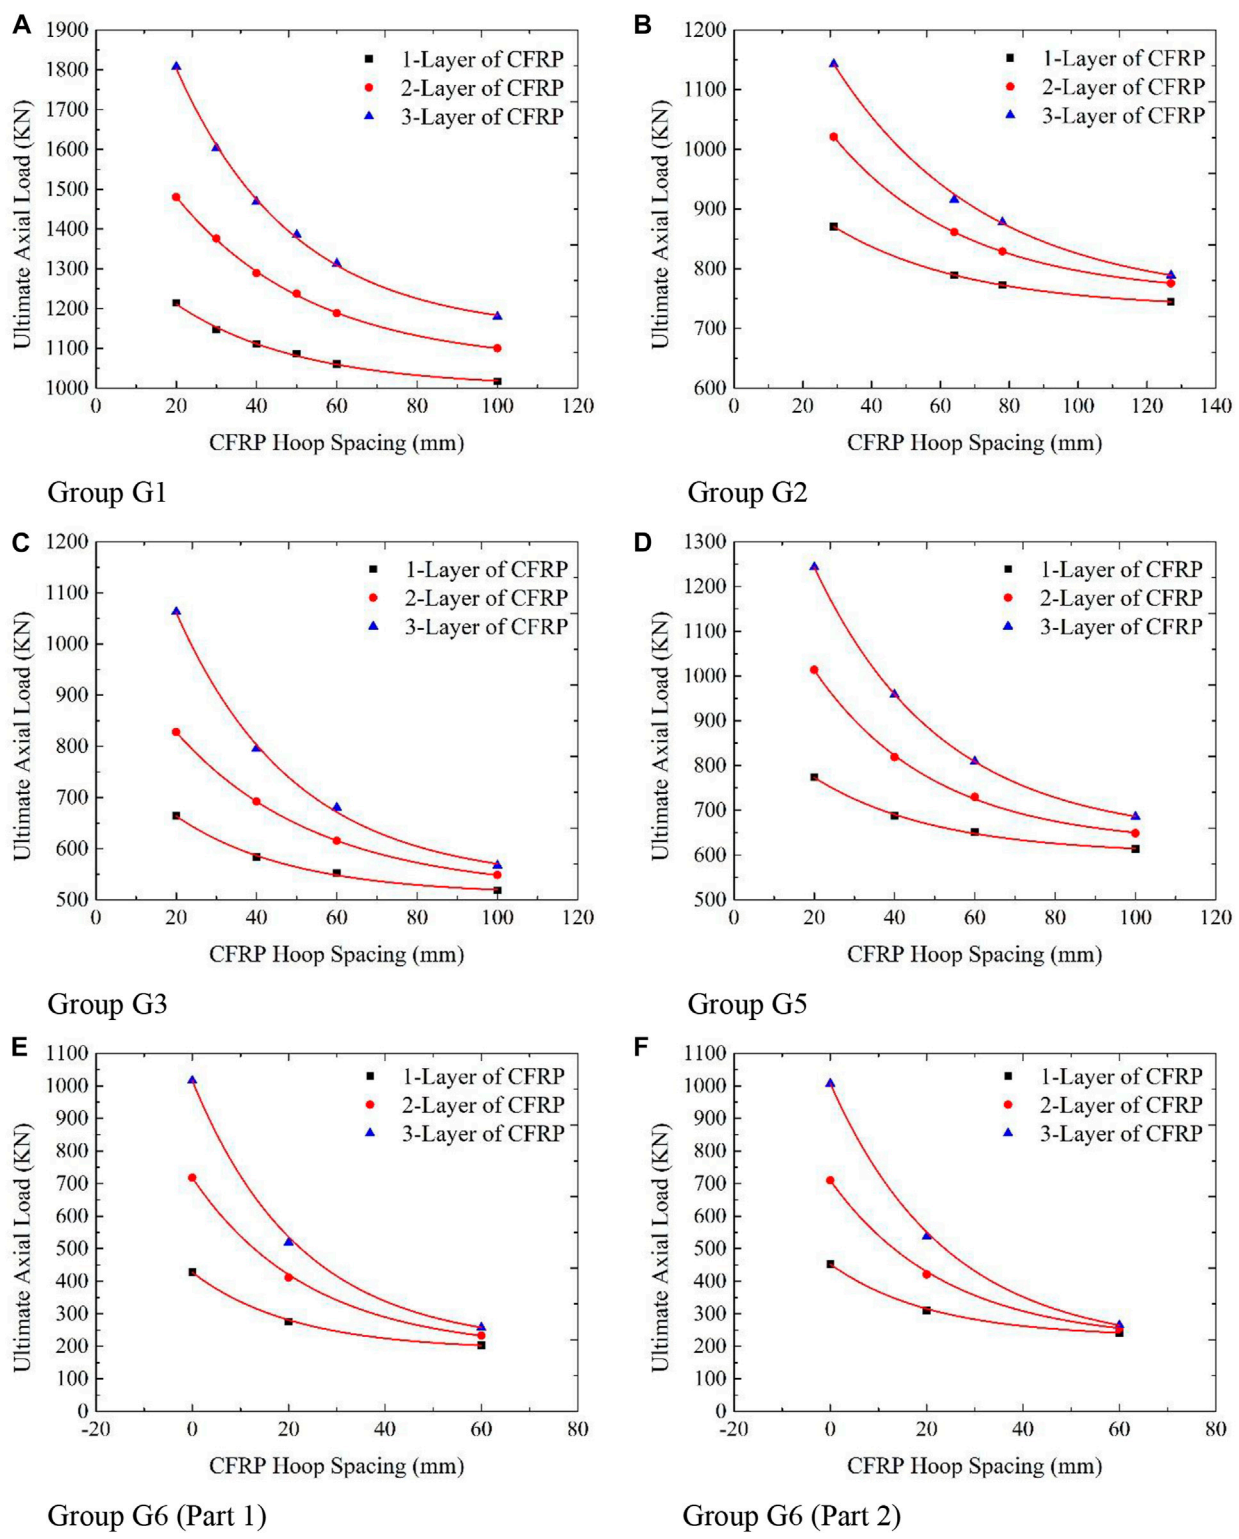 A
1900
1800
1700
1600
1500
1400
1300
1200
1100
1000
0 20 40 60 80 100 120
Ultimate Axial Load (KN)
CFRP Hoop Spacing (mm)
1-Layer of CFRP
2-Layer of CFRP
3-Layer of CFRP
Group G1
B
1200
1100
1000
900
800
700
600
0 20 40 60 80 100 120 140
Ultimate Axial Load (KN)
CFRP Hoop Spacing (mm)
1-Layer of CFRP
2-Layer of CFRP
3-Layer of CFRP
Group G2
C
1200
1100
1000
900
800
700
600
500
0 20 40 60 80 100 120
Ultimate Axial Load (KN)
CFRP Hoop Spacing (mm)
1-Layer of CFRP
2-Layer of CFRP
3-Layer of CFRP
Group G3
D
1300
1200
1100
1000
900
800
700
600
500
0 20 40 60 80 100 120
Ultimate Axial Load (KN)
CFRP Hoop Spacing (mm)
1-Layer of CFRP
2-Layer of CFRP
3-Layer of CFRP
Group G5
E
1100
1000
900
800
700
600
500
400
300
200
100
0
-20 0 20 40 60 80
Ultimate Axial Load (KN)
CFRP Hoop Spacing (mm)
1-Layer of CFRP
2-Layer of CFRP
3-Layer of CFRP
Group G6 (Part 1)
F
1100
1000
900
800
700
600
500
400
300
200
100
0
-20 0 20 40 60 80
Ultimate Axial Load (KN)
CFRP Hoop Spacing (mm)
1-Layer of CFRP
2-Layer of CFRP
3-Layer of CFRP
Group G6 (Part 2)